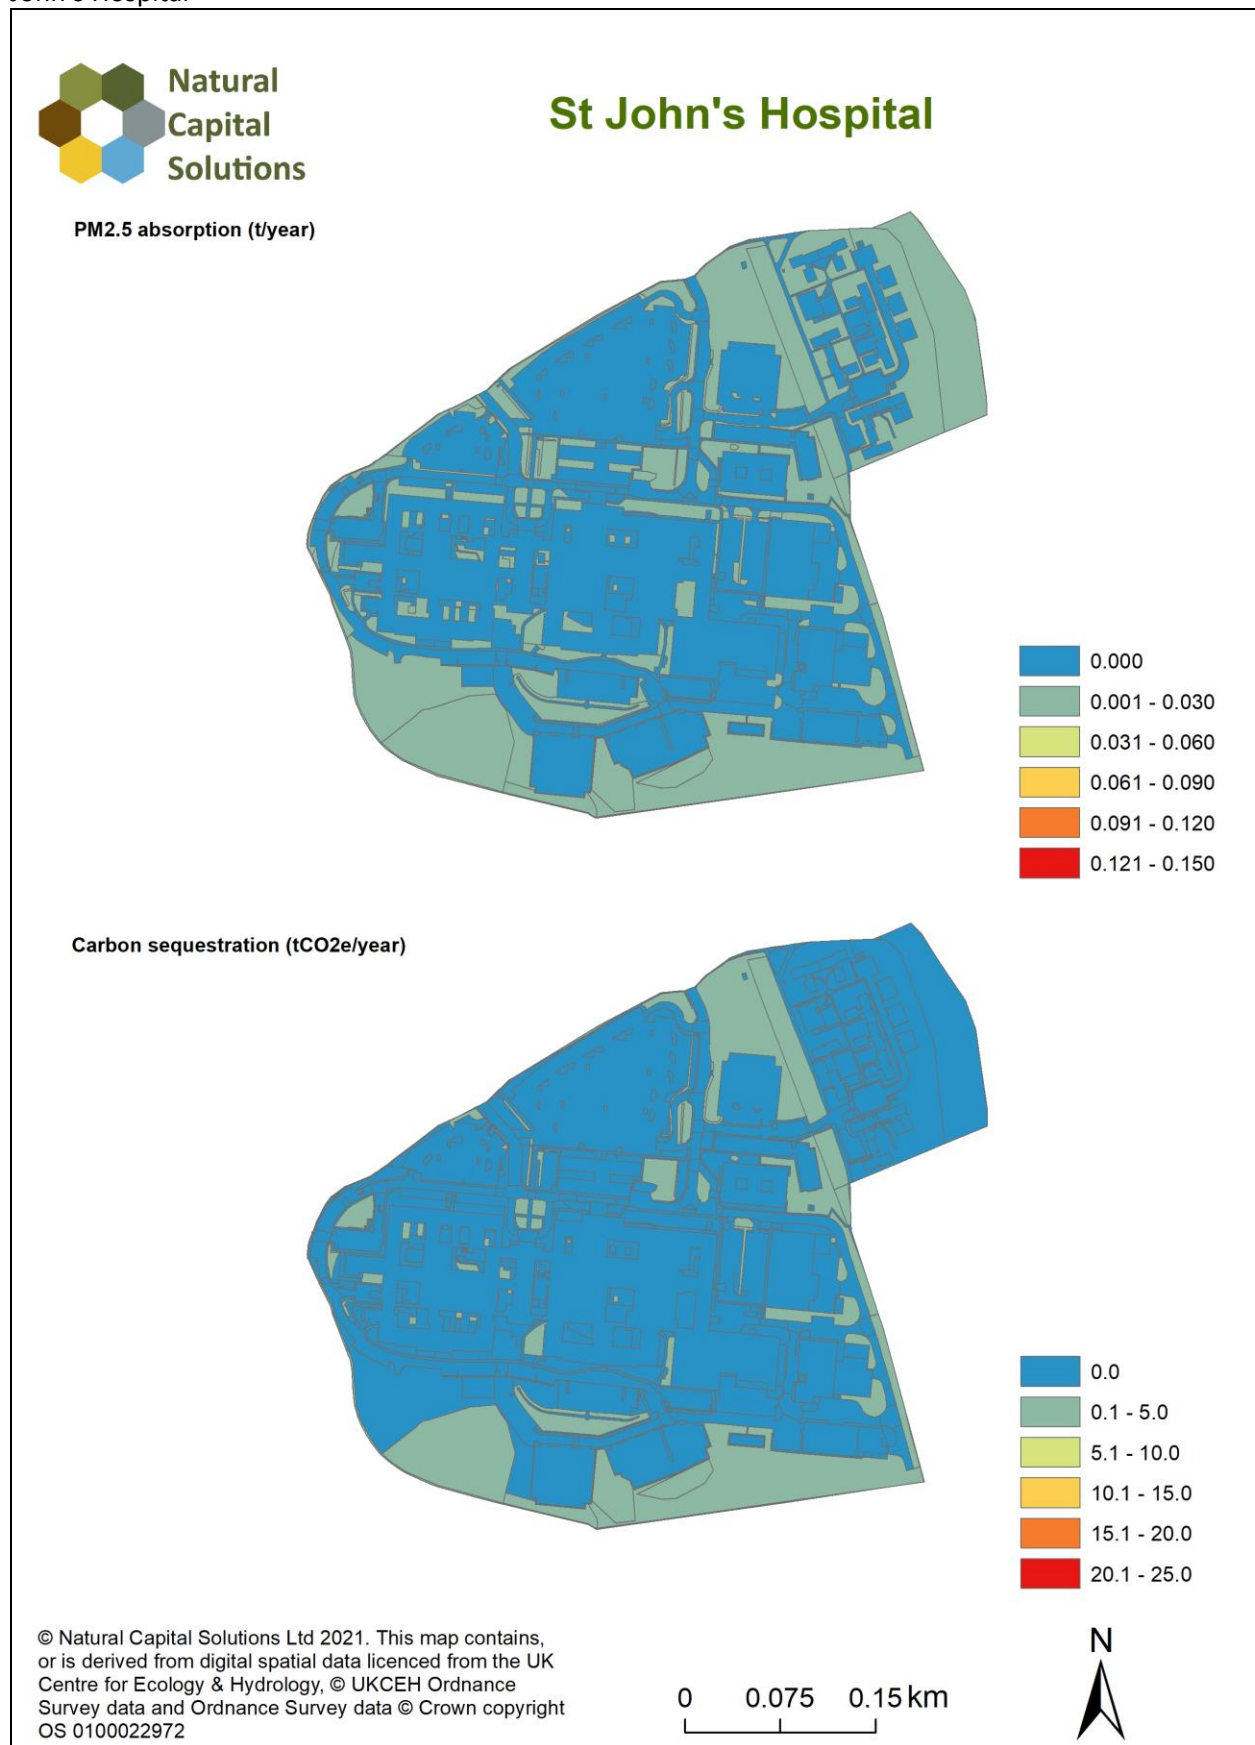 Natural
Capital
Solutions
St John's Hospital
PM2.5 absorption (t/year)
0.000
0.001 - 0.030
0.031 - 0.060
0.061 - 0.090
0.091 - 0.120
0.121 - 0.150
Carbon sequestration (tCO2e/year)
0.0
0.1 - 5.0
5.1 - 10.0
10.1 - 15.0
15.1 - 20.0
20.1 - 25.0
© Natural Capital Solutions Ltd 2021. This map contains,
or is derived from digital spatial data licenced from the UK
Centre for Ecology & Hydrology, © UKCEH Ordnance
Survey data and Ordnance Survey data © Crown copyright
OS 0100022972
0 0.075 0.15 km
N